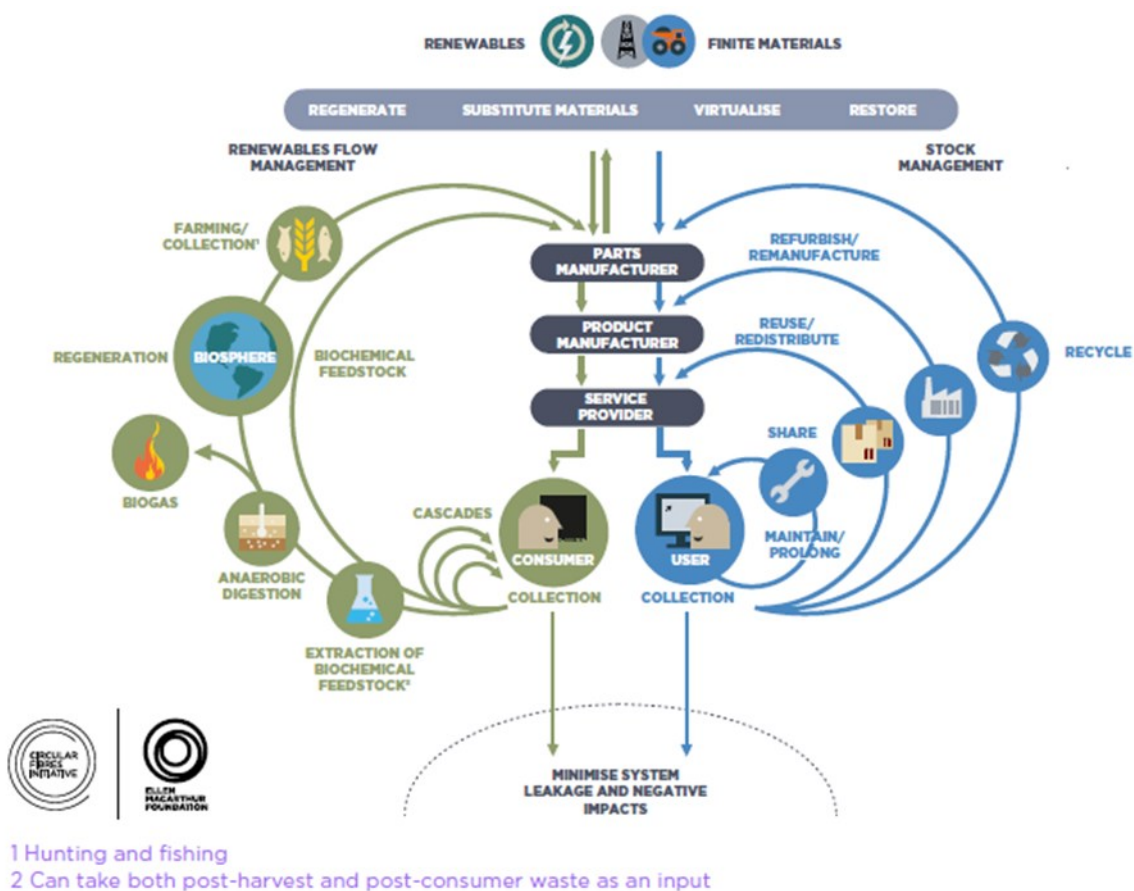 RENEWABLES
FINITE MATERIALS
REGENERATE
SUBSTITUTE MATERIALS
VIRTUALISE
RESTORE
RENEWABLES FLOW
MANAGEMENT
STOCK
MANAGEMENT
FARMING/
COLLECTION¹
PARTS
MANUFACTURER
REFURBISH/
REMANUFACTURE
PRODUCT
MANUFACTURER
REUSE/
REDISTRIBUTE
REGENERATION
BIOSPHERE
BIOCHEMICAL
FEEDSTOCK
RECYCLE
SERVICE
PROVIDER
SHARE
BIOGAS
CASCADES
CONSUMER
USER
MAINTAIN/
PROLONG
ANAEROBIC
DIGESTION
COLLECTION
COLLECTION
EXTRACTION OF
BIOCHEMICAL
FEEDSTOCK²
CIRCULAR
FIBRES
INITIATIVE
ELLEN
MACARTHUR
FOUNDATION
MINIMISE SYSTEM
LEAKAGE AND NEGATIVE
IMPACTS
1 Hunting and fishing
2 Can take both post-harvest and post-consumer waste as an input